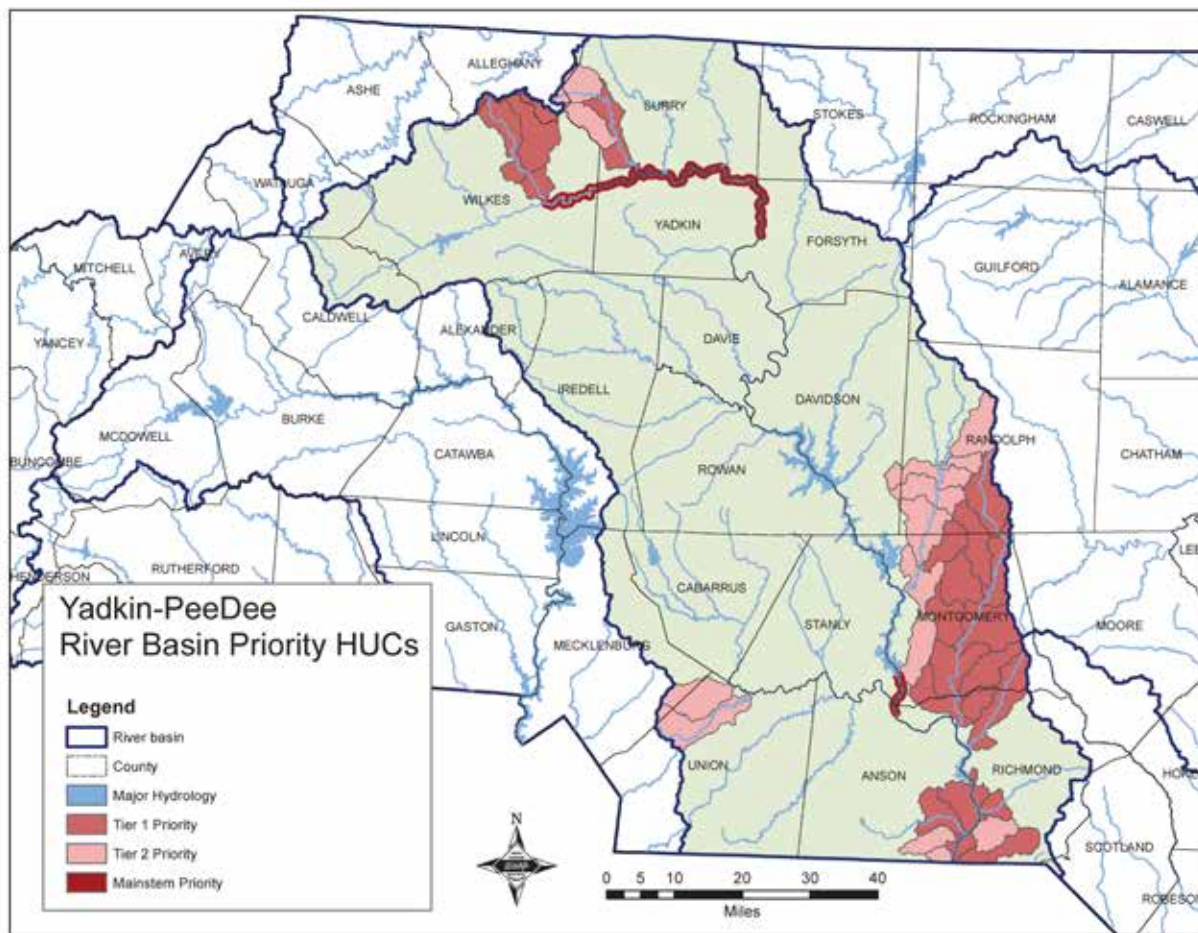 ALLEGHANY
ASHE
SURRY
STOKES
ROCKINGHAM
CASWELL
WATAUGA
WILKES
YADKIN
FORSYTH
AVERY
MITCHELL
GUILFORD
ALAMANCE
CALDWELL
ALEXANDER
DAVIE
YANCEY
IREDELL
DAVIDSON
BURKE
MCDOWELL
RANDOLPH
CATAWBA
CHATHAM
BUNCOMBE
ROWAN
LINCOLN
LEE
HENDERSON
RUTHERFORD
CABARRUS
MONTGOMERY
STANLY
MOORE
GASTON
MECKLENBURG
UNION
ANSON
RICHMOND
SCOTLAND
Yadkin-PeeDee
River Basin Priority HUCs
Legend
River basin
County
Major Hydrology
Tier 1 Priority
Tier 2 Priority
Mainstem Priority
N
0 5 10 20 30 40
Miles